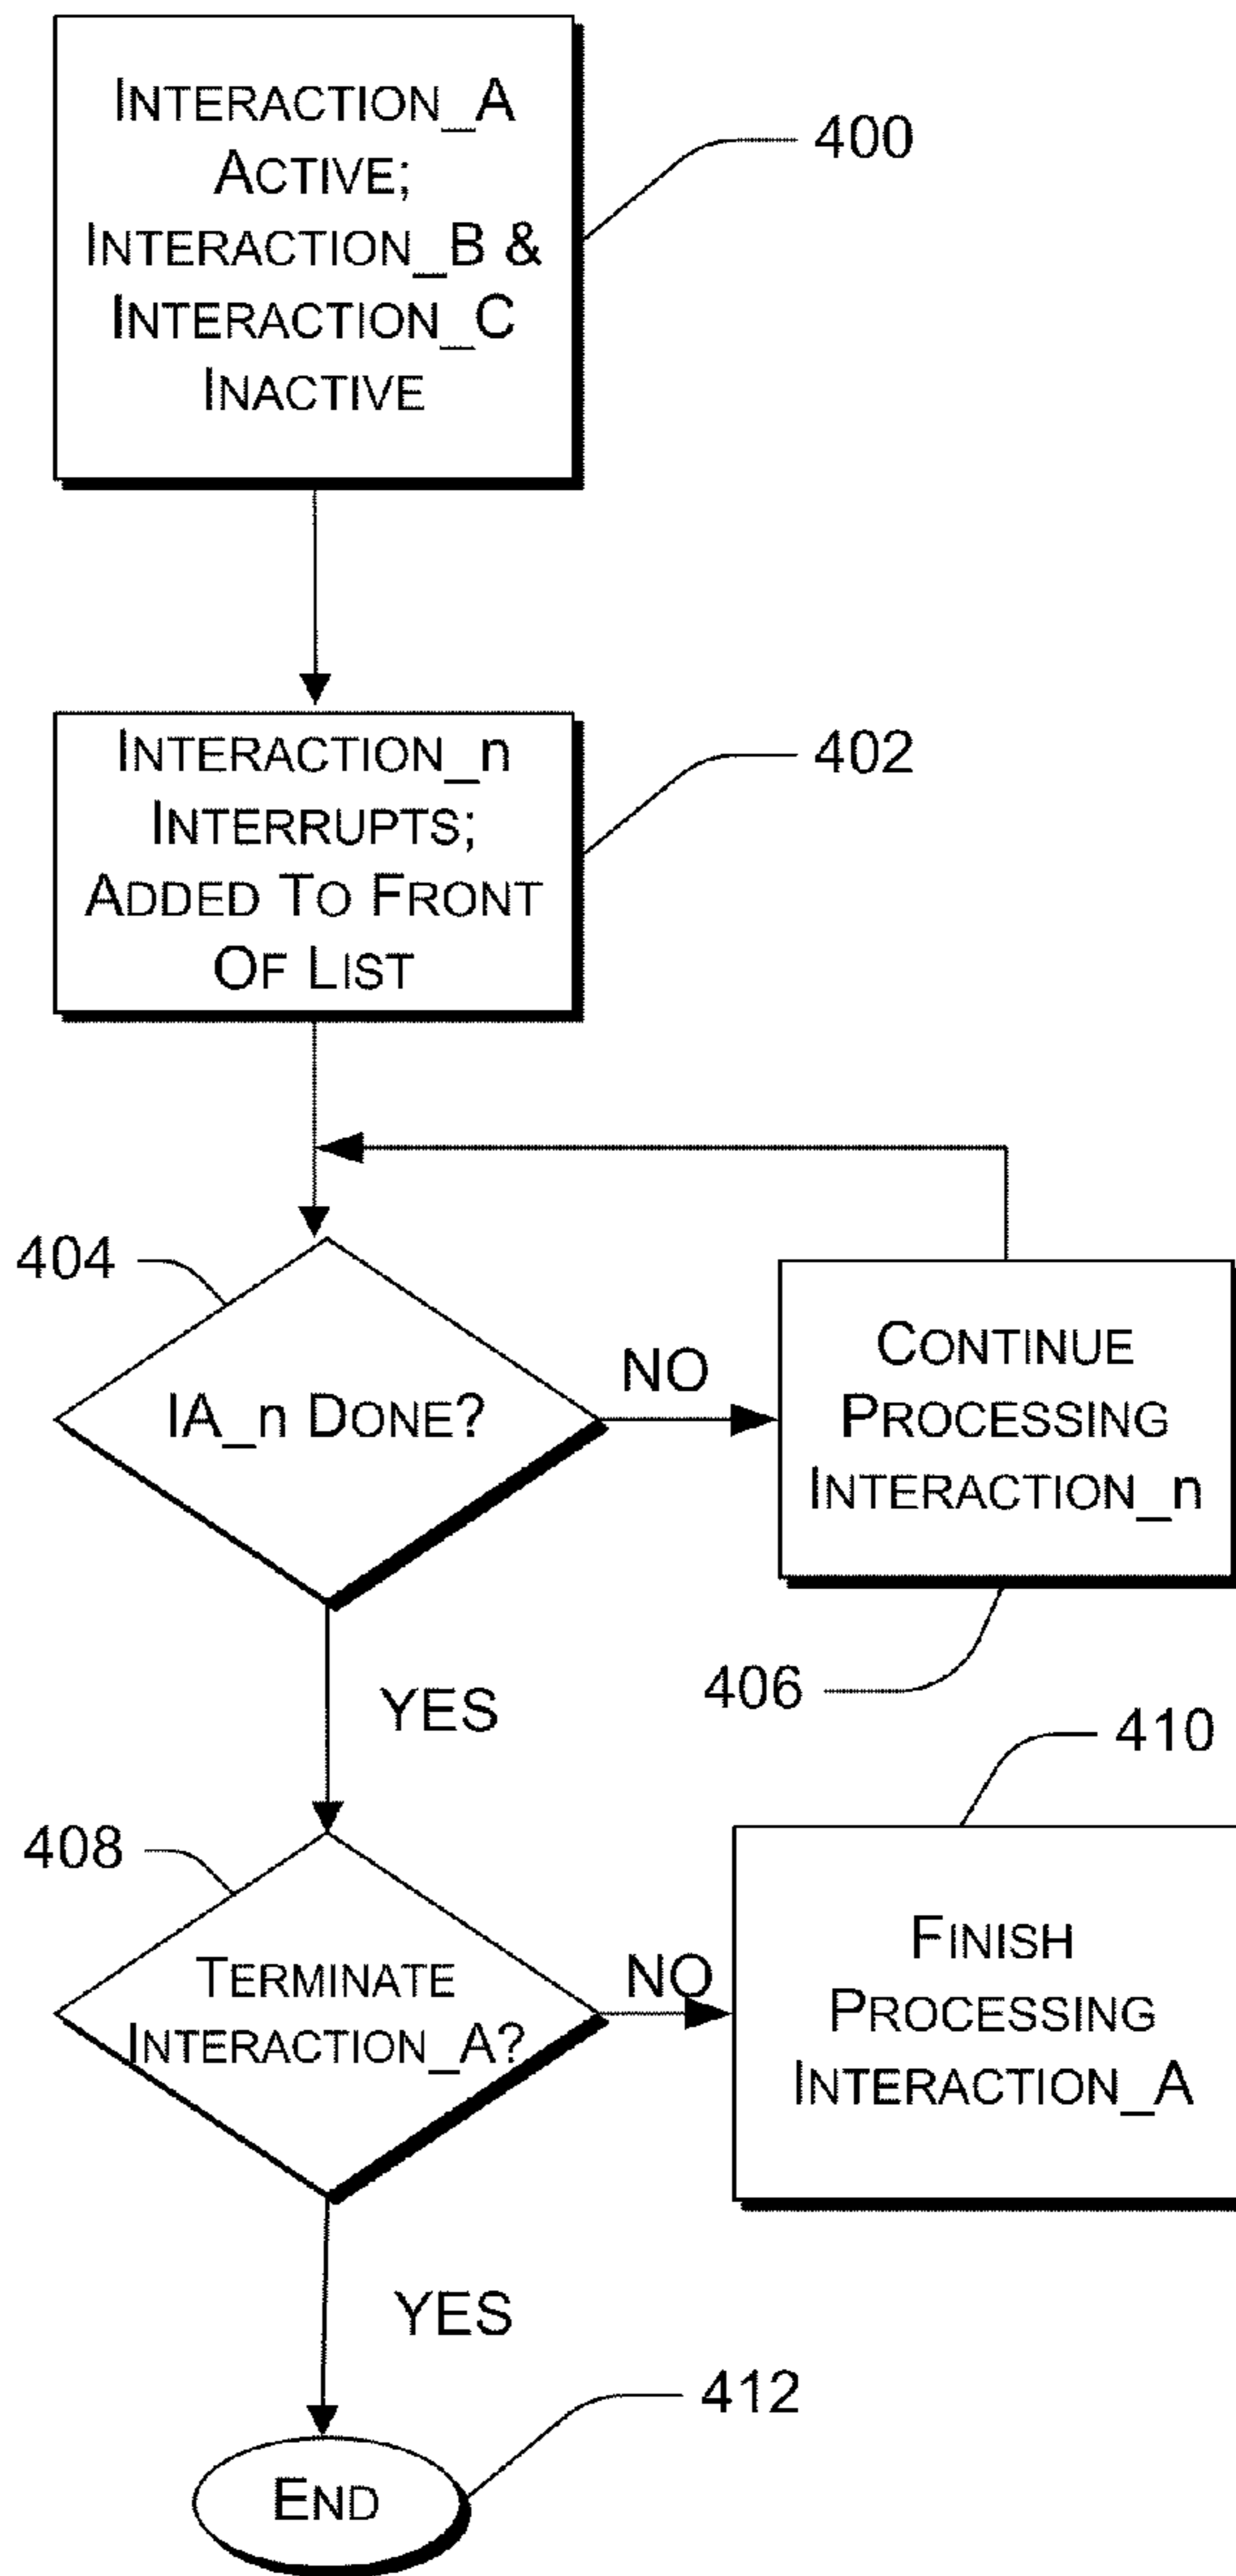 INTERACTION_A
ACTIVE;
INTERACTION_B &
INTERACTION_C
INACTIVE
400
INTERACTION_n
INTERRUPTS;
ADDED TO FRONT
OF LIST
402
404
IA_n DONE?
NO
CONTINUE
PROCESSING
INTERACTION_n
406
YES
408
TERMINATE
INTERACTION_A?
NO
410
FINISH
PROCESSING
INTERACTION_A
YES
412
END